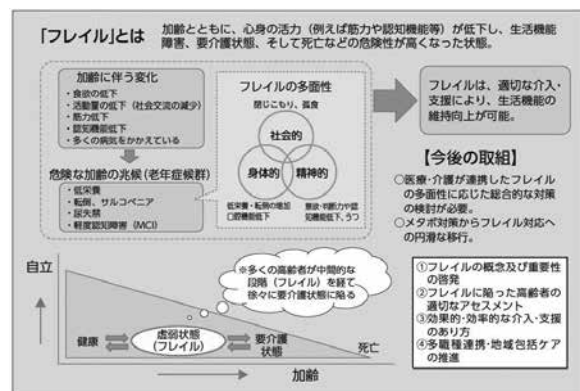 「フレイル」とは
加齢とともに、心身の活力（例えば筋力や認知機能等）が低下し、生活機能
障害、要介護状態、そして死亡などの危険性が高くなった状態。
加齢に伴う変化
・食欲の低下
・活動量の低下（社会交流の減少）
・筋力低下
・認知機能低下
・多くの病気をかかえている
危険な加齢の兆候（老年症候群）
・低栄養
・転倒、サルコペニア
・尿失禁
・軽度認知障害（MCI）
フレイルの多面性
閉じこもり、孤食
社会的
身体的
精神的
低栄養・転倒の増加
口腔機能低下
意欲・判断力や認
知機能低下、うつ
フレイルは、適切な介入・
支援により、生活機能の
維持向上が可能。
【今後の取組】
○医療・介護が連携したフレイル
の多面性に応じた総合的な対策
の検討が必要。
○メタボ対策からフレイル対応へ
の円滑な移行。
①フレイルの概念及び重要性
の啓発
②フレイルに陥った高齢者の
適切なアセスメント
③効果的・効率的な介入・支援
のあり方
④多職種連携・地域包括ケア
の推進
※多くの高齢者が中間的な
段階（フレイル）を経て
徐々に要介護状態に陥る
自立
健康
虚弱状態
（フレイル）
要介護
状態
死亡
加齢